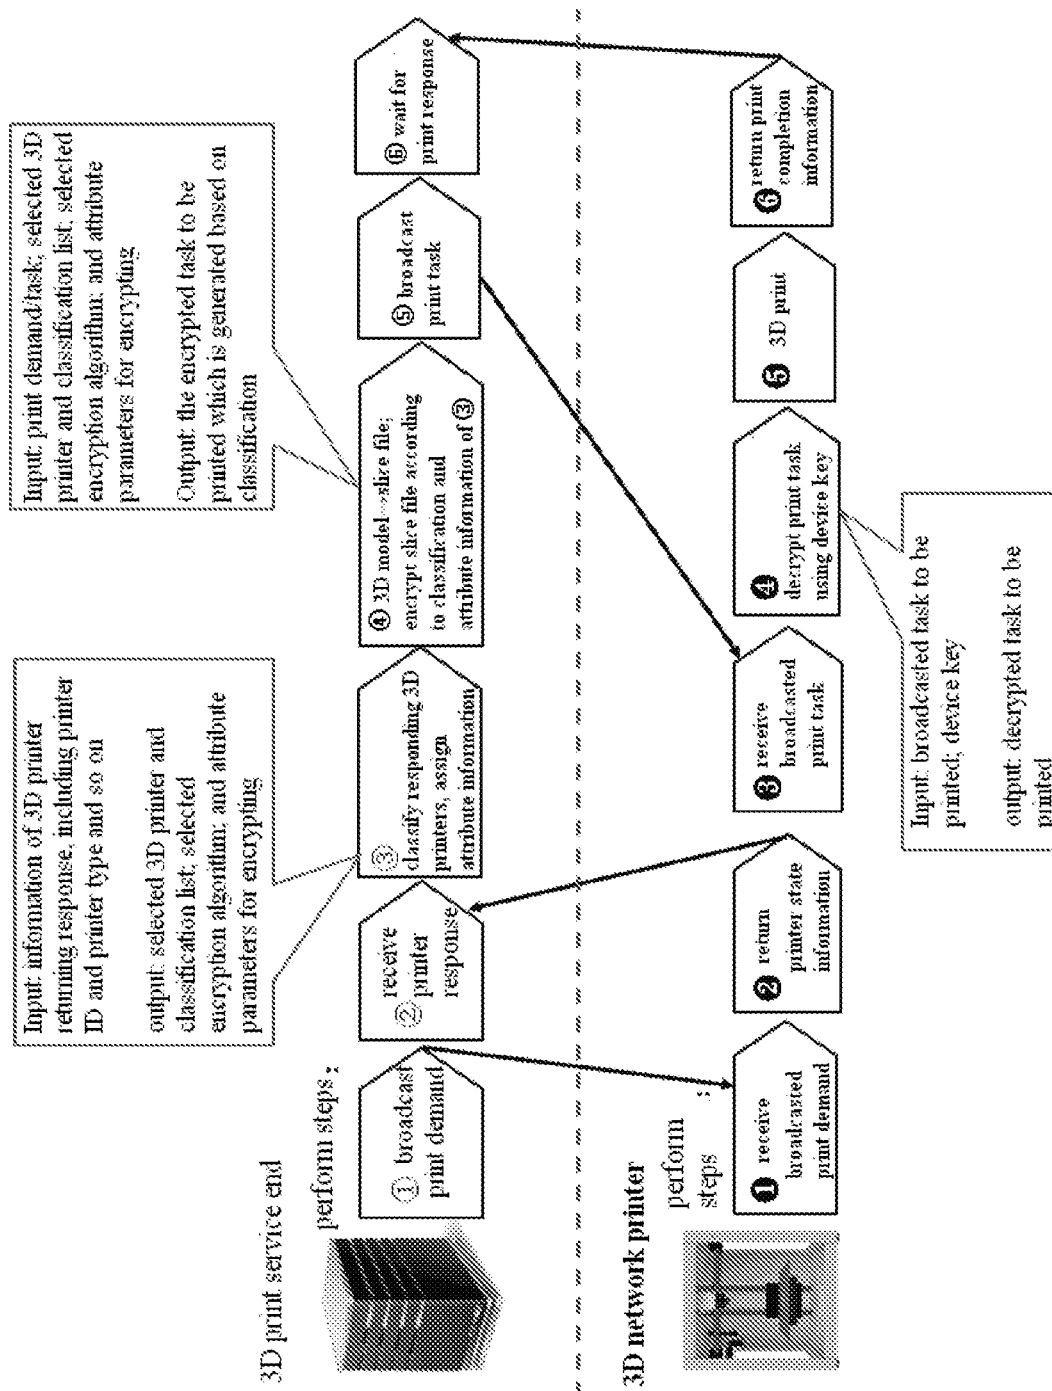 Input: information of 3D printer
returning response, including printer
ID and printer type and so on
output: selected 3D printer and
classification list; selected
encryption algorithm; and attribute
parameters for encrypting
Input: print demand/task; selected 3D
printer and classification list; selected
encryption algorithm; and attribute
parameters for encrypting
Output: the encrypted task to be
printed which is generated based on
classification
3D print service end
perform steps:
① broadcast
print demand
receive
② printer
response
③
classify responding 3D
printers, assign
attribute information
④ 3D model→slice file;
encrypt slice file according
to classification and
attribute information of ③
⑤ broadcast
print task
⑥ wait for
print response
3D network printer
perform
steps :
❶ receive
broadcasted
print demand
❷ return
printer state
information
❸ receive
broadcasted
print task
❹
decrypt print task
using device key
❺ 3D print
❻ return print
completion
information
Input: broadcasted task to be
printed; device key
output: decrypted task to be
printed